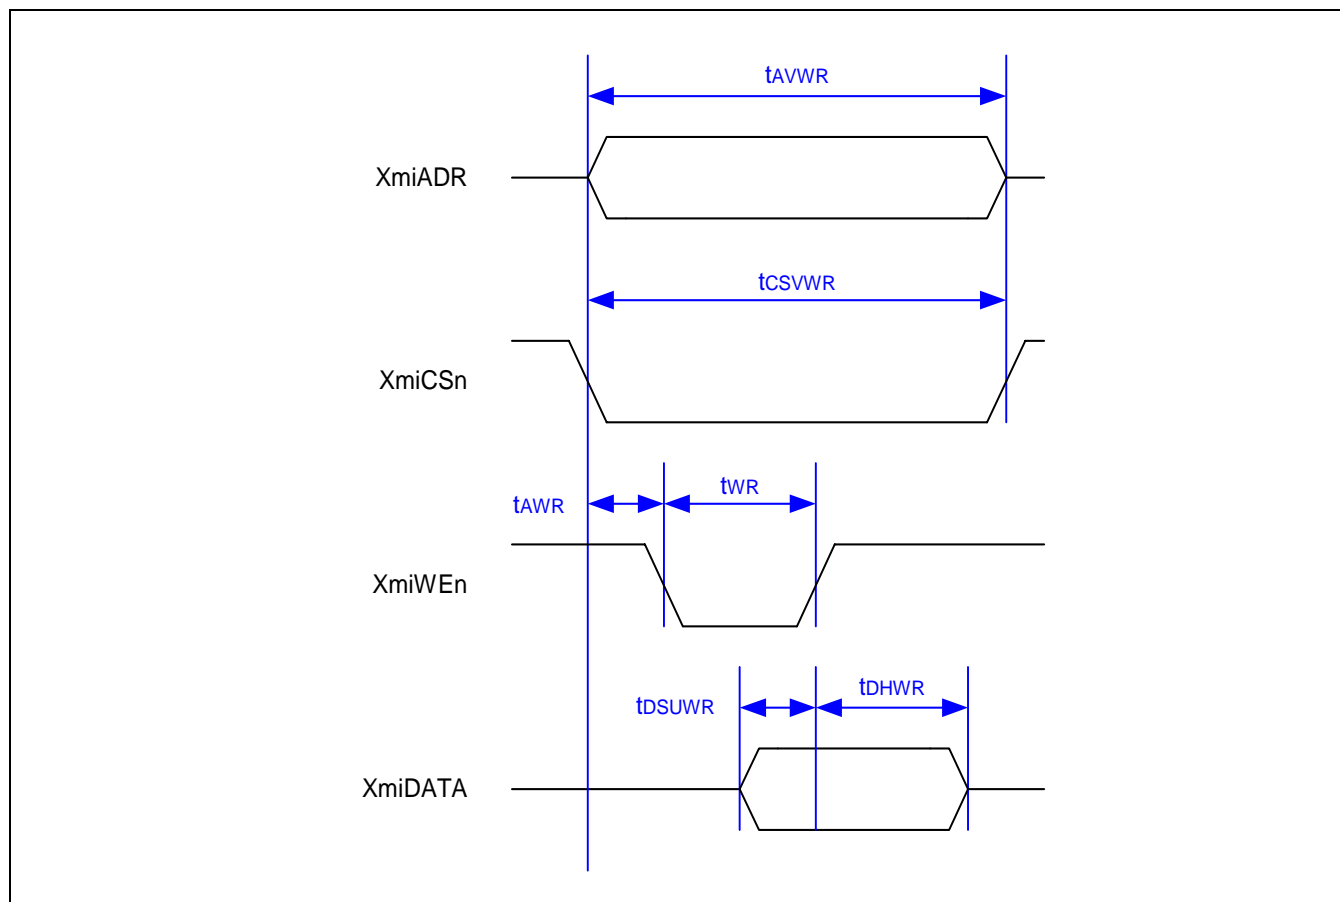 tAVWR
XmiADR
tCSVWR
XmiCSn
tAWR
tWR
XmiWEn
tDSUWR
tDHWR
XmiDATA